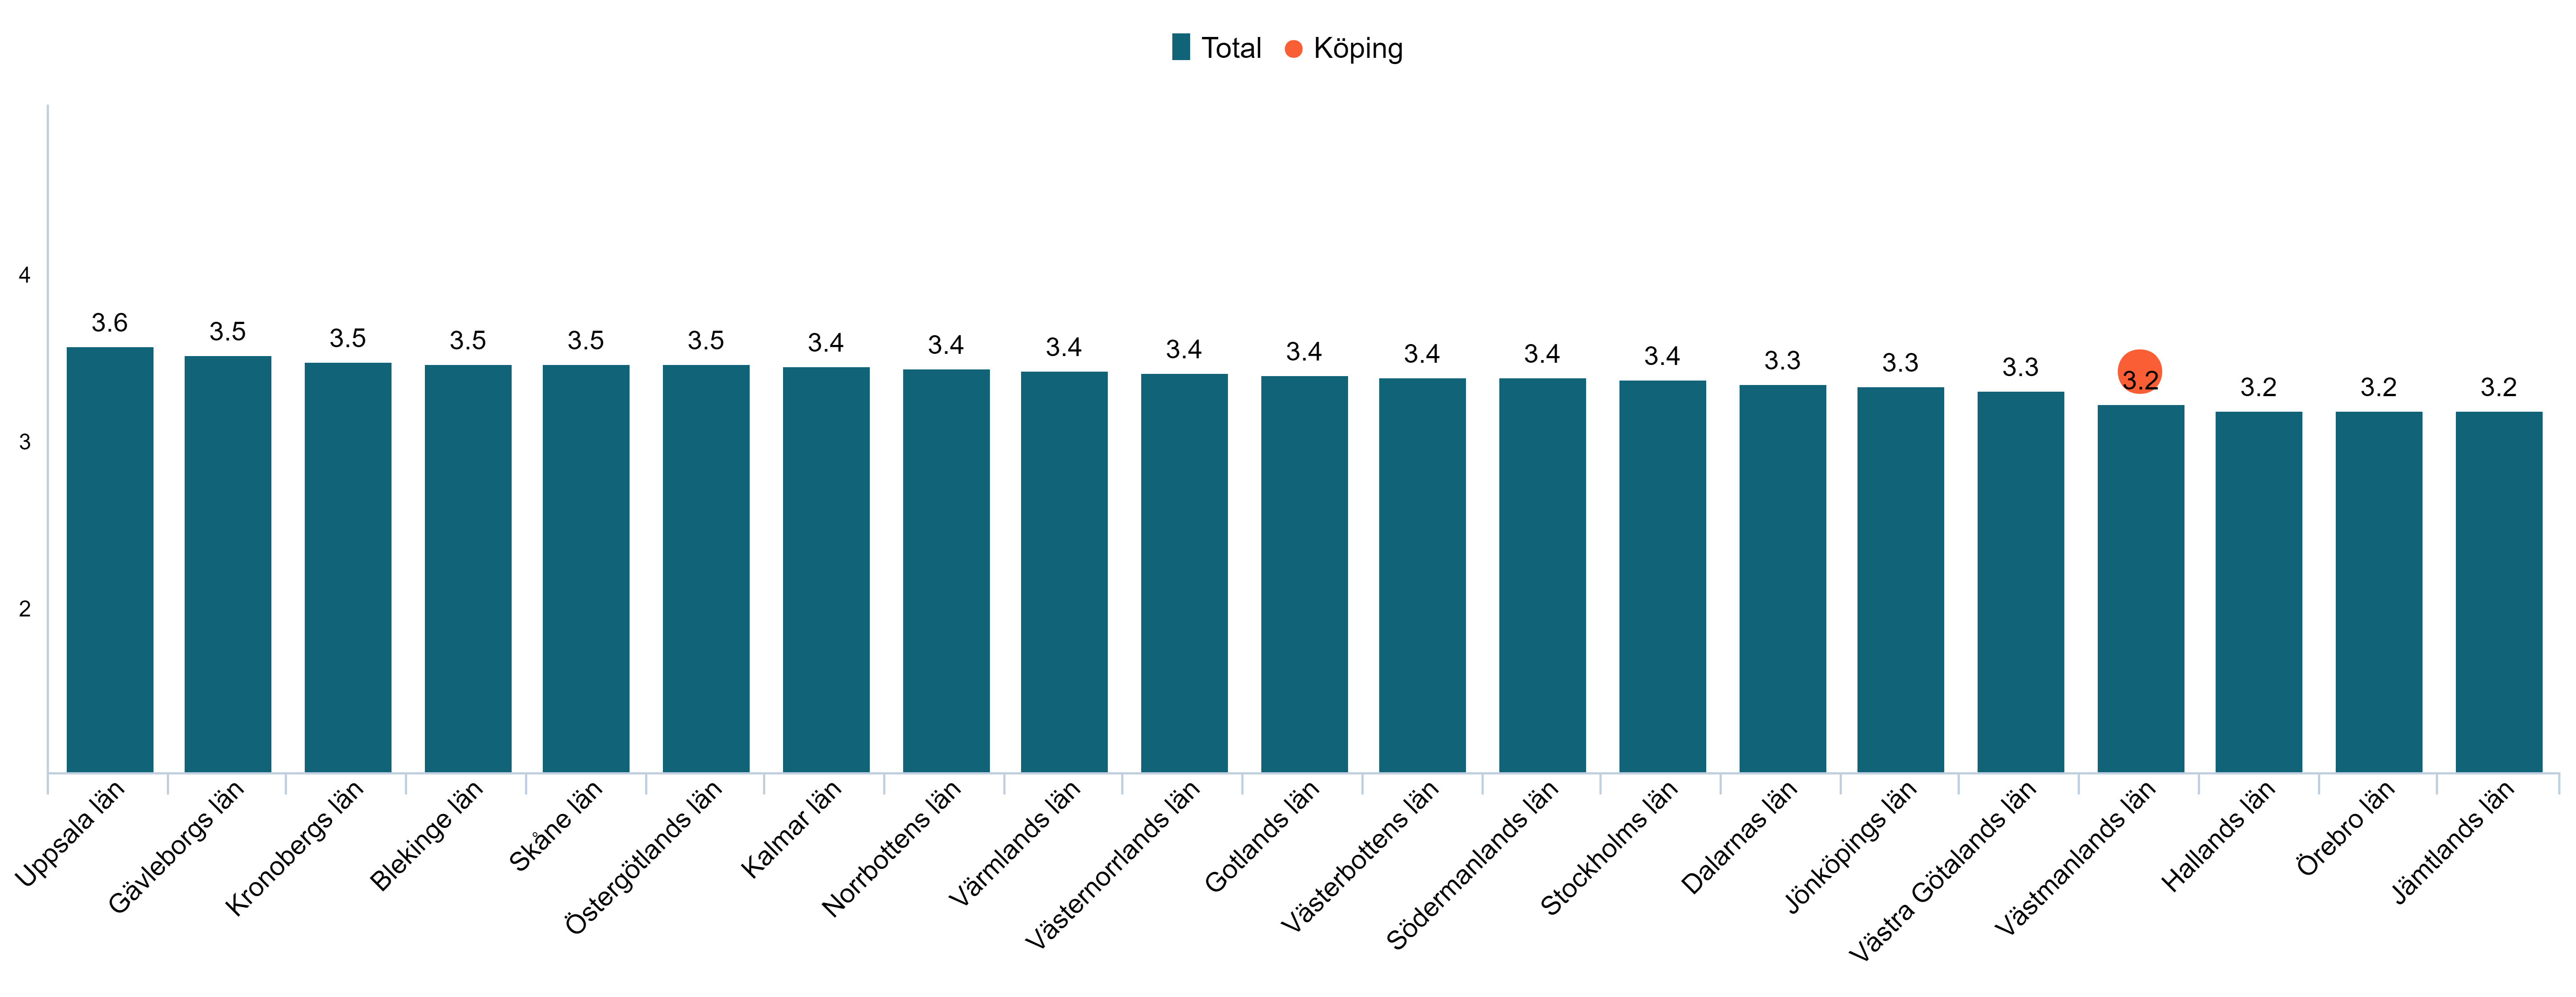 Total Köping
4
3
2
3.6 3.5 3.5 3.5 3.5 3.5 3.4 3.4 3.4 3.4 3.4 3.4 3.4 3.4 3.3 3.3 3.3 3.2 3.2 3.2 3.2
Uppsala län
Gävleborgs län
Kronobergs län
Blekinge län
Skåne län
Östergötlands län
Kalmar län
Norrbottens län
Värmlands län
Västernorrlands län
Gotlands län
Västerbottens län
Södermanlands län
Stockholms län
Dalarnas län
Jönköpings län
Västra Götalands län
Västmanlands län
Hallands län
Örebro län
Jämtlands län